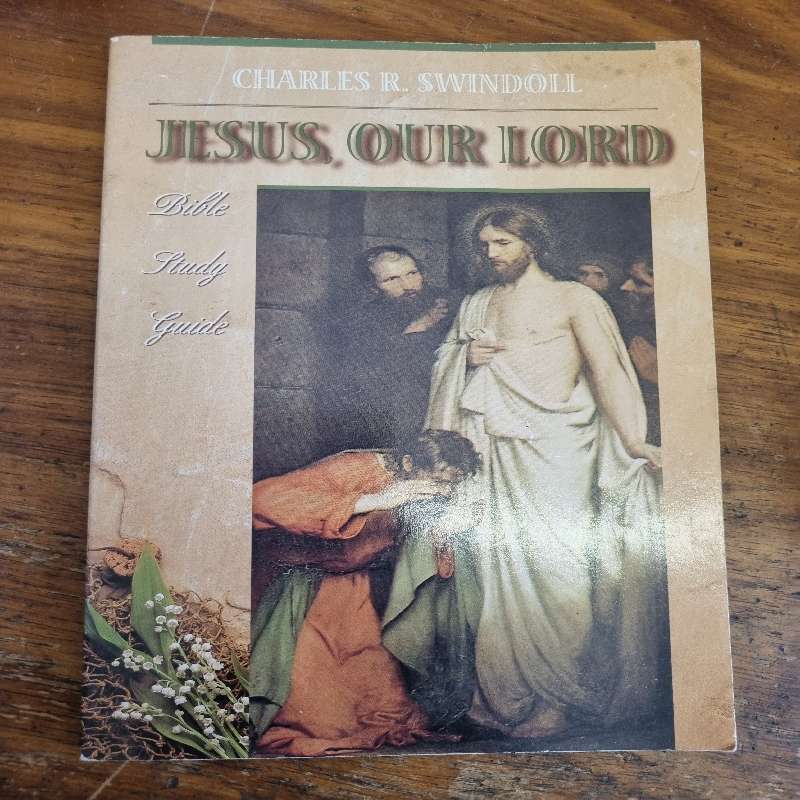 CHARLES R. SWINDOLL
JESUS, OUR LORD
Bible
Study
Guide